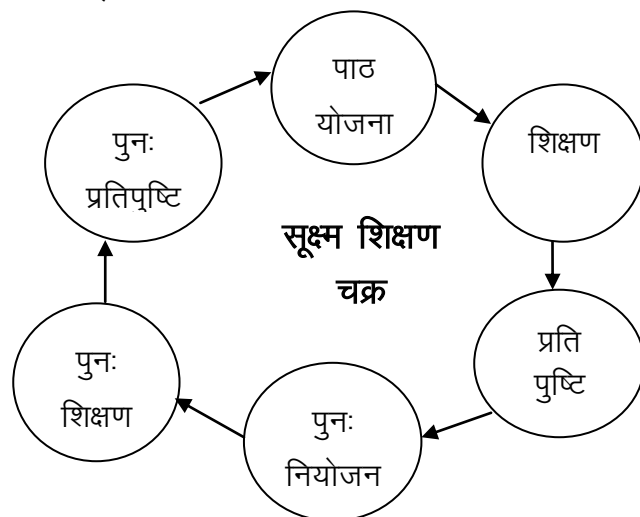 पाठ
योजना
शिक्षण
प्रति
पुष्टि
पुनः
नियोजन
पुनः
शिक्षण
पुनः
प्रतिपुष्टि
सूक्ष्म शिक्षण
चक्र